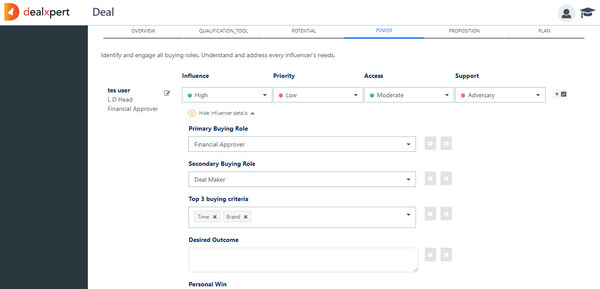 dealxpert
Deal
OVERVIEW QUALIFICATION_TOOL POTENTIAL POWER PROPOSITION PLAN
Identify and engage all buying roles. Understand and address every influencer's needs.
Influence Priority Access Support
tes user
L D Head
Financial Approver
High Low Moderate Adversary
Hide influencer details
Primary Buying Role
Financial Approver
Secondary Buying Role
Deal Maker
Top 3 buying criteria
Time Brand
Desired Outcome
Personal Win